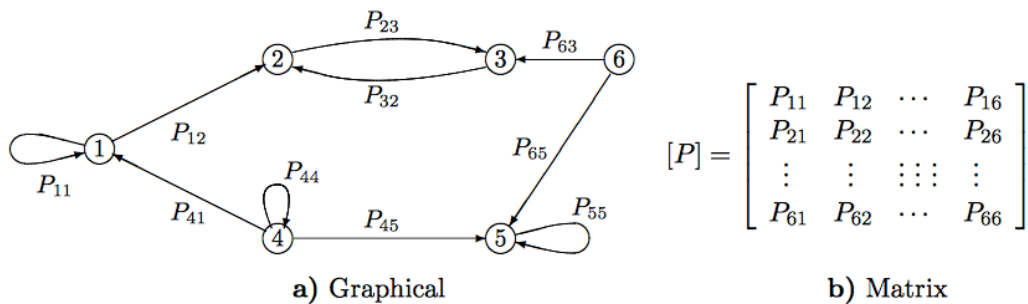 P₂₃
P₆₃
2 3 6
P₃₂
P₁₂
1
P₆₅
P₁₁
P₄₄
P₄₁
P₄₅
P₅₅
4 5
a) Graphical
[P] = [ P₁₁ P₁₂ ⋯ P₁₆
P₂₁ P₂₂ ⋯ P₂₆
⋮ ⋮ ⋮⋮⋮⋮ ⋮
P₆₁ P₆₂ ⋯ P₆₆ ]
b) Matrix